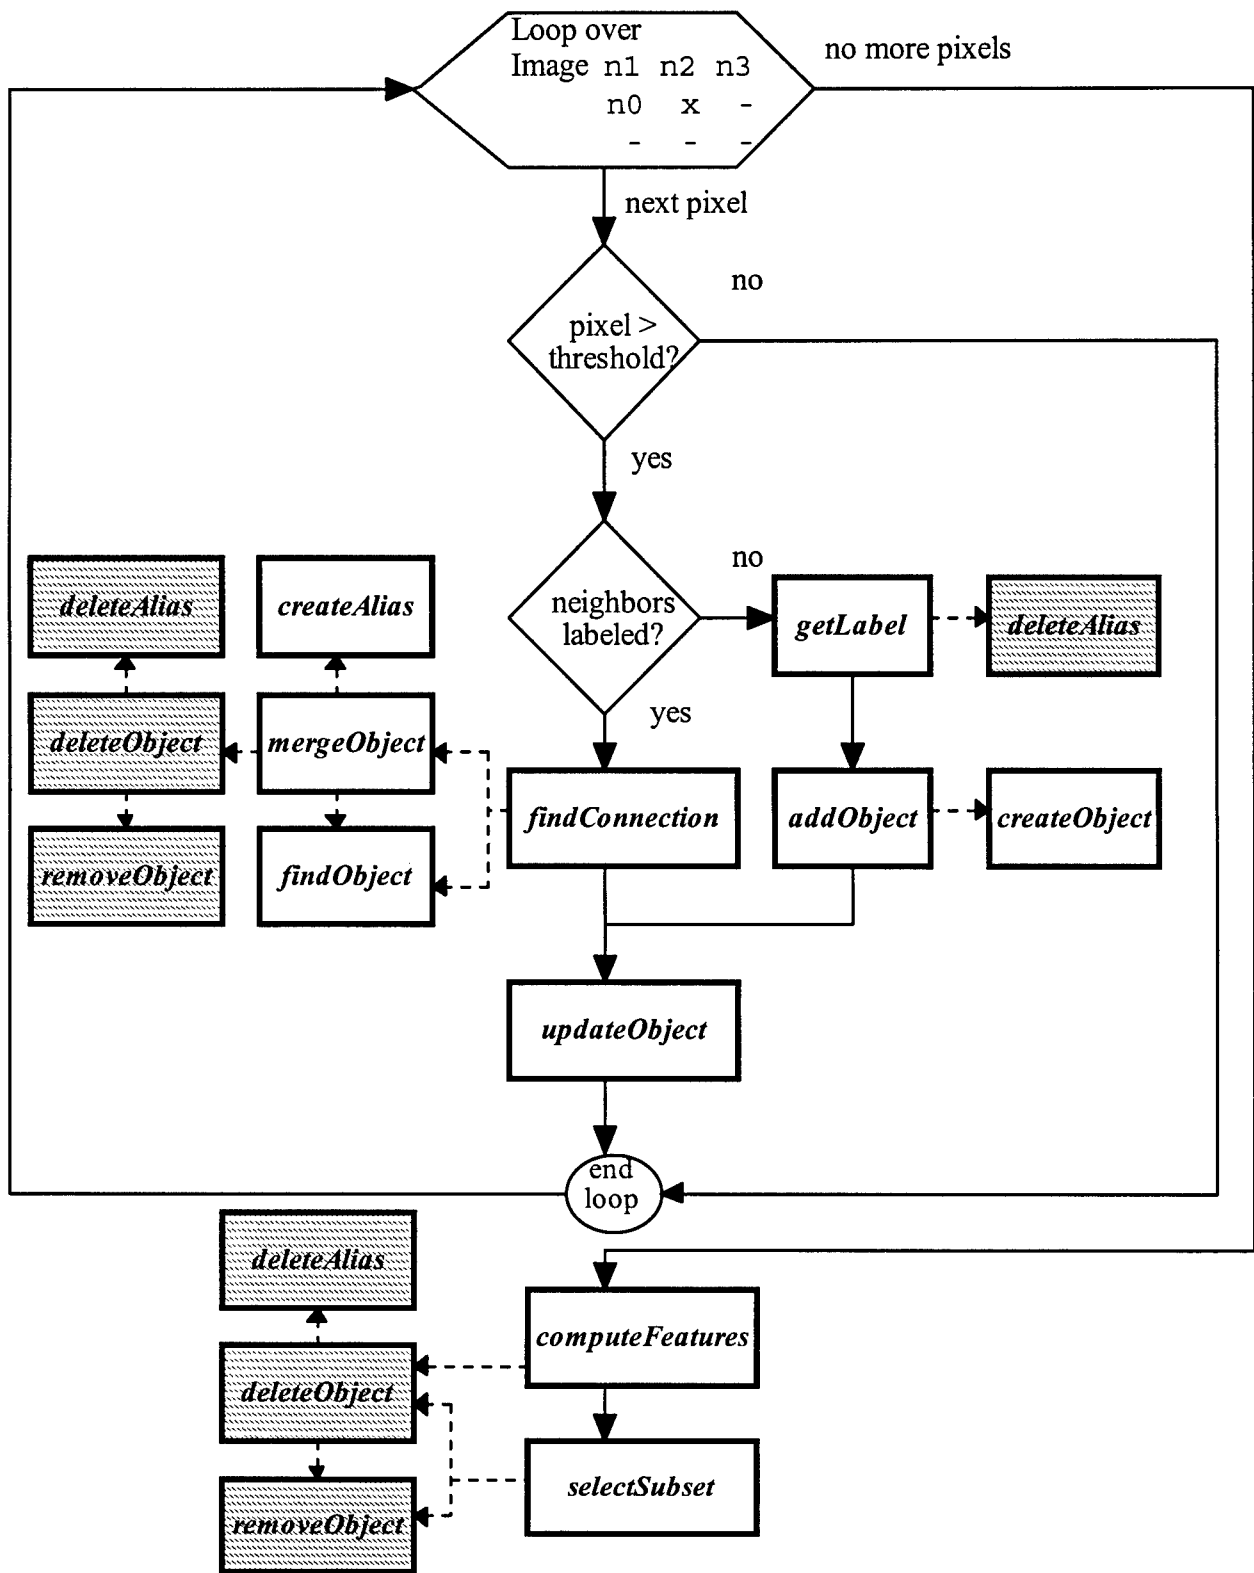 Loop over
Image n1 n2 n3
n0 x -
- - -
no more pixels
next pixel
pixel >
threshold?
no
yes
neighbors
labeled?
no
yes
deleteAlias
createAlias
getLabel
deleteAlias
deleteObject
mergeObject
findConnection
addObject
createObject
removeObject
findObject
updateObject
end
loop
deleteAlias
computeFeatures
deleteObject
selectSubset
removeObject